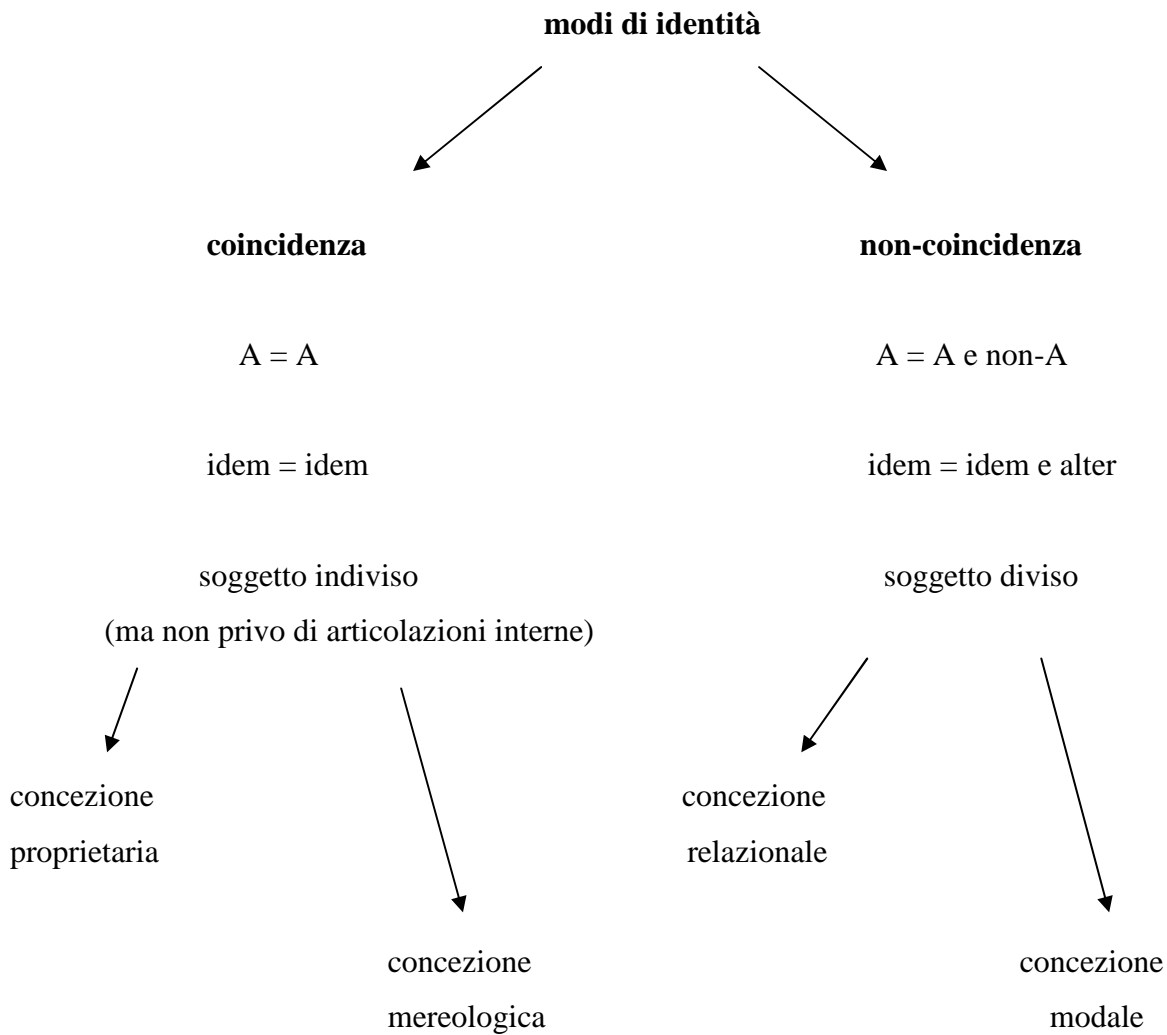 modi di identità
coincidenza
non-coincidenza
A = A
A = A e non-A
idem = idem
idem = idem e alter
soggetto indiviso
(ma non privo di articolazioni interne)
soggetto diviso
concezione
proprietaria
concezione
relazionale
concezione
mereologica
concezione
modale